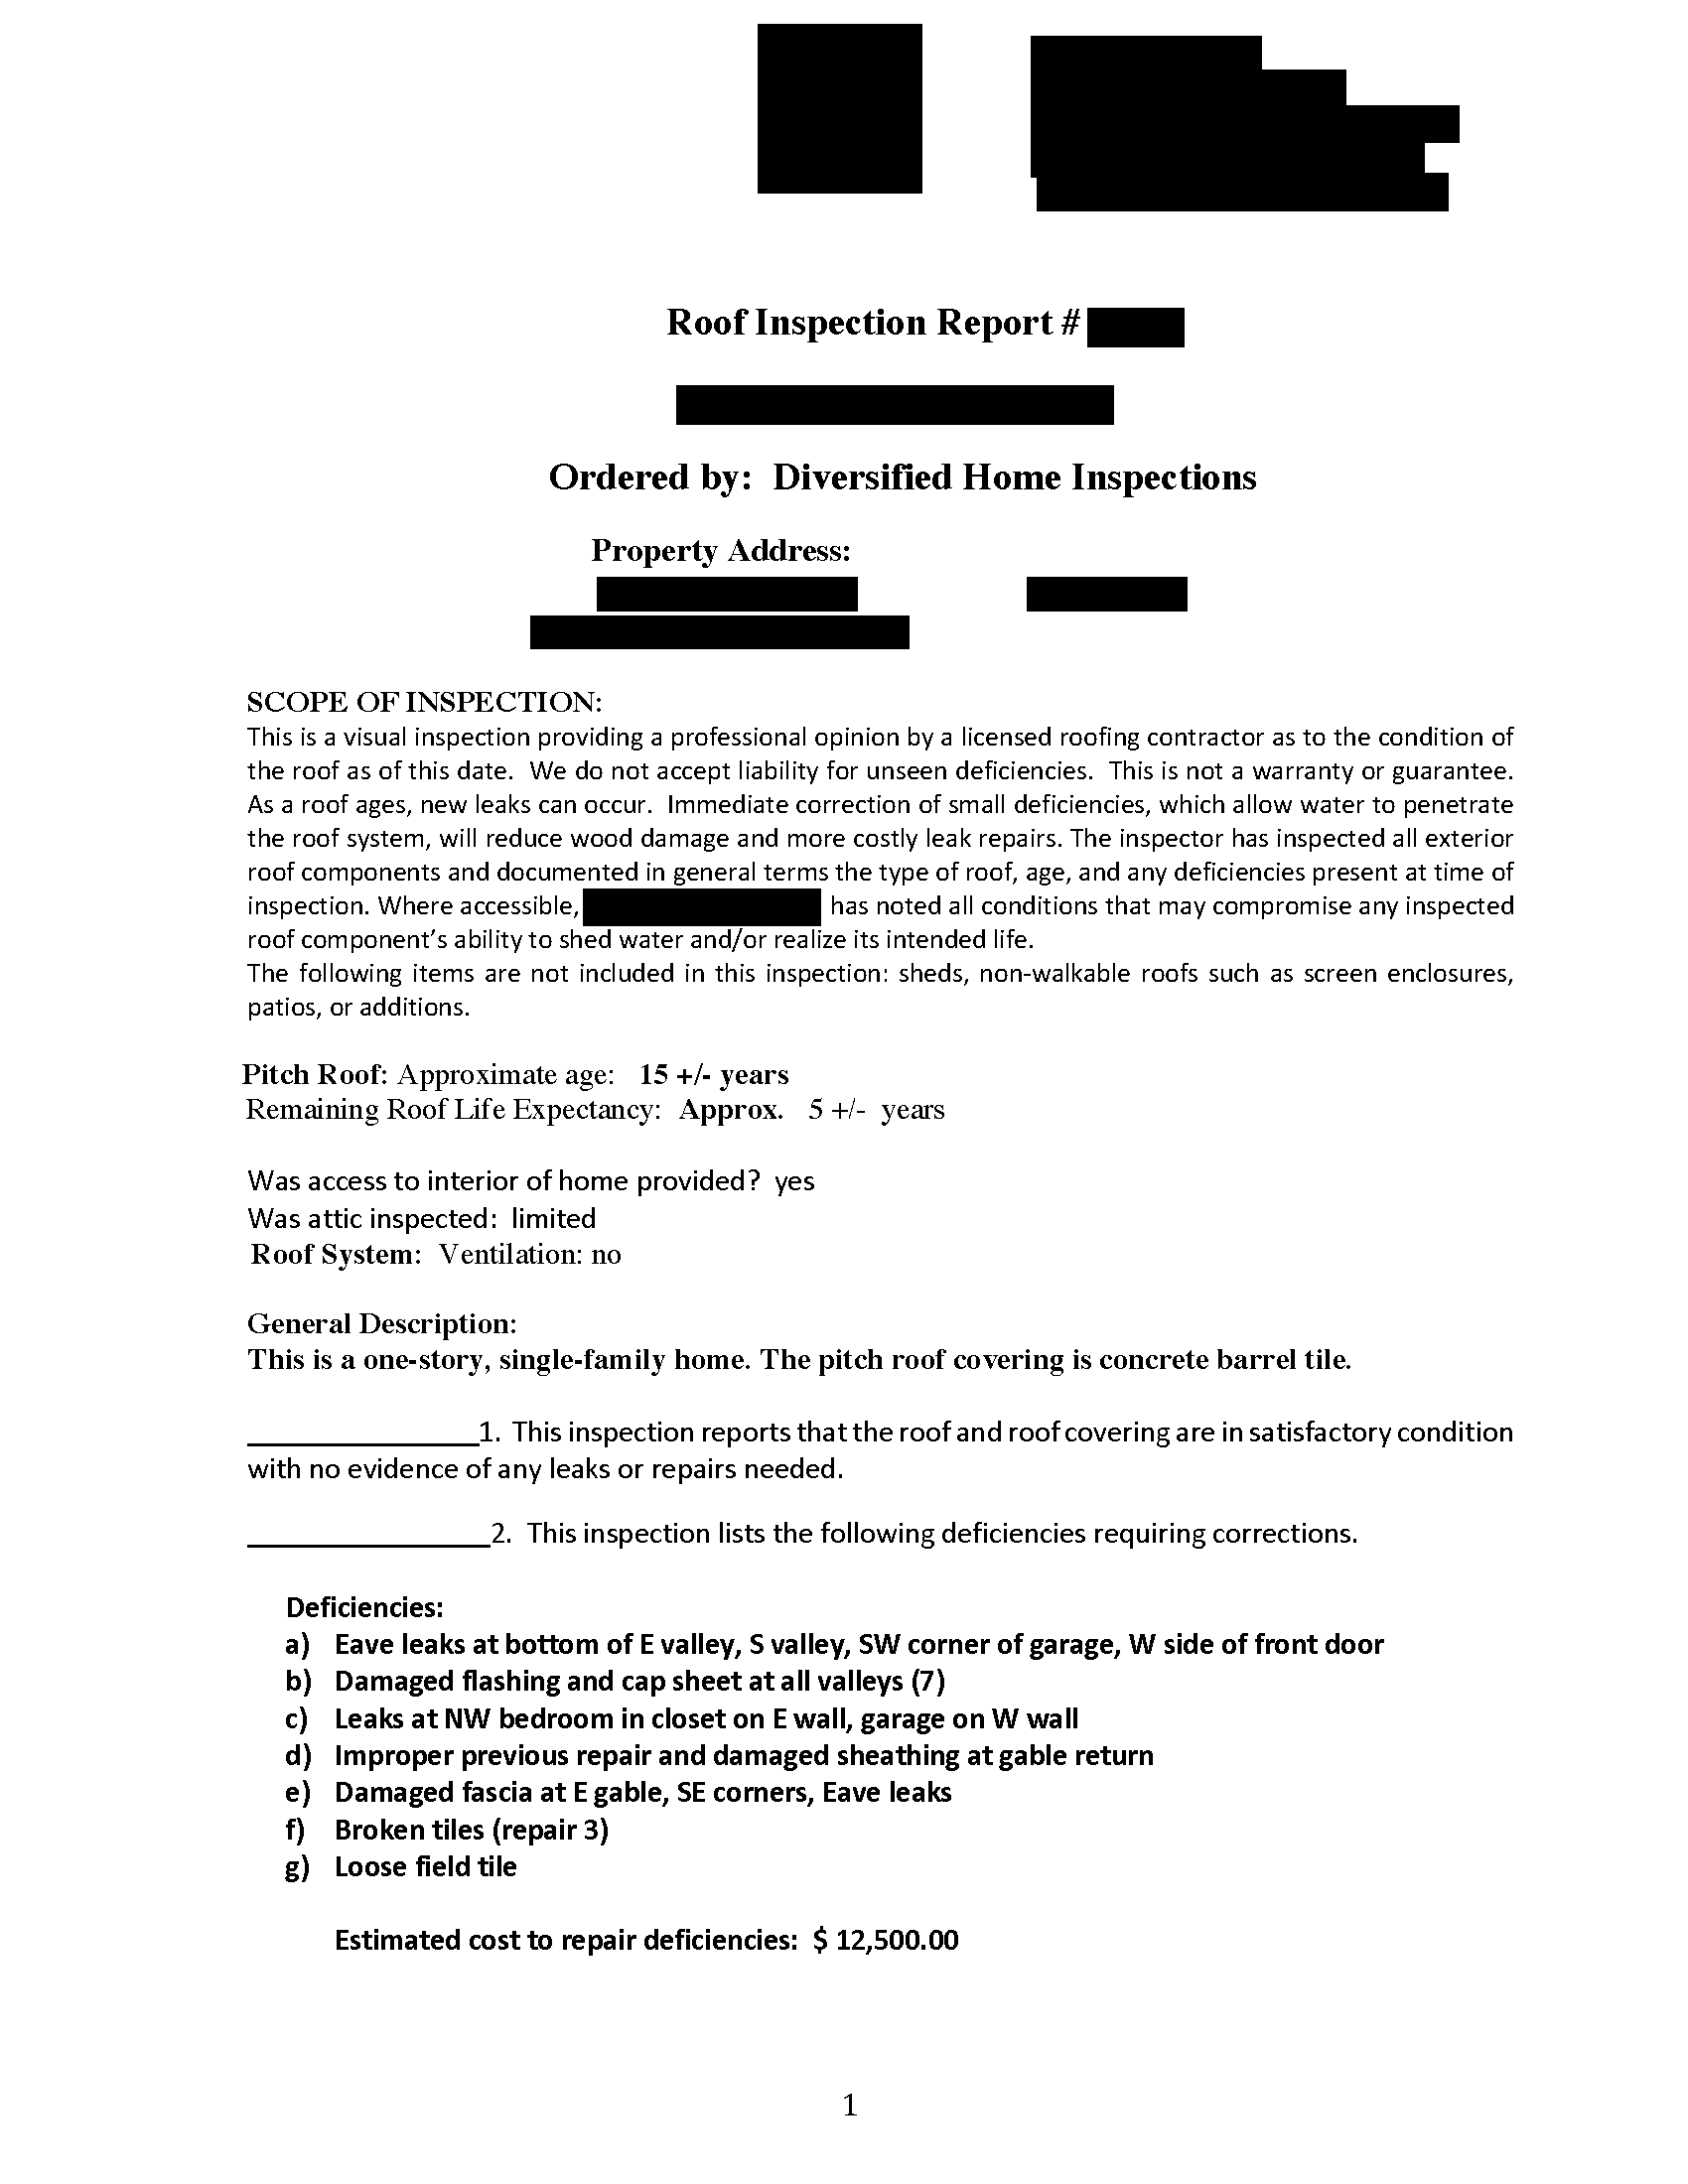 Roof Inspection Report #
Ordered by: Diversified Home Inspections
Property Address:
SCOPE OF INSPECTION:
This is a visual inspection providing a professional opinion by a licensed roofing contractor as to the condition of
the roof as of this date. We do not accept liability for unseen deficiencies. This is not a warranty or guarantee.
As a roof ages, new leaks can occur. Immediate correction of small deficiencies, which allow water to penetrate
the roof system, will reduce wood damage and more costly leak repairs. The inspector has inspected all exterior
roof components and documented in general terms the type of roof, age, and any deficiencies present at time of
inspection. Where accessible, has noted all conditions that may compromise any inspected
roof component's ability to shed water and/or realize its intended life.
The following items are not included in this inspection: sheds, non-walkable roofs such as screen enclosures,
patios, or additions.
Pitch Roof: Approximate age: 15 +/- years
Remaining Roof Life Expectancy: Approx. 5 +/- years
Was access to interior of home provided? yes
Was attic inspected: limited
Roof System: Ventilation: no
General Description:
This is a one-story, single-family home. The pitch roof covering is concrete barrel tile.
________________1. This inspection reports that the roof and roof covering are in satisfactory condition
with no evidence of any leaks or repairs needed.
_________________2. This inspection lists the following deficiencies requiring corrections.
Deficiencies:
a) Eave leaks at bottom of E valley, S valley, SW corner of garage, W side of front door
b) Damaged flashing and cap sheet at all valleys (7)
c) Leaks at NW bedroom in closet on E wall, garage on W wall
d) Improper previous repair and damaged sheathing at gable return
e) Damaged fascia at E gable, SE corners, Eave leaks
f) Broken tiles (repair 3)
g) Loose field tile
Estimated cost to repair deficiencies: $ 12,500.00
1